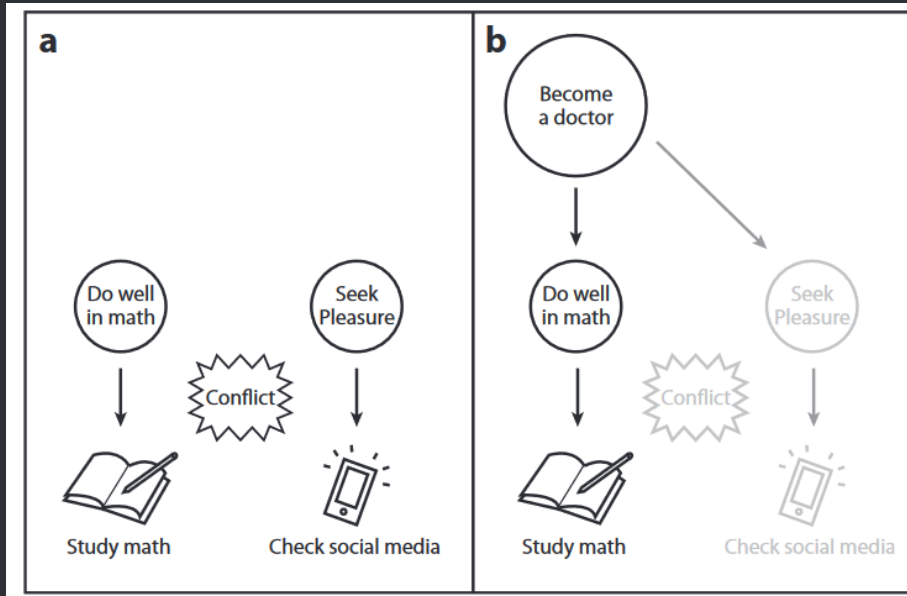 a
Do well
in math
Seek
Pleasure
Conflict
Study math
Check social media
b
Become
a doctor
Do well
in math
Seek
Pleasure
Conflict
Study math
Check social media